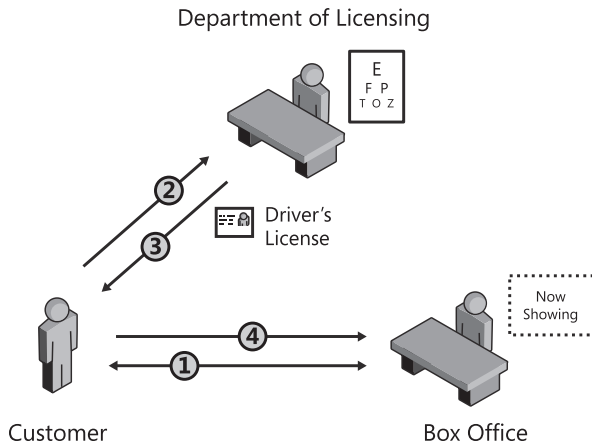 Department of Licensing
E
F P
T O Z
2
3
Driver's
License
Now
Showing
4
1
Customer
Box Office